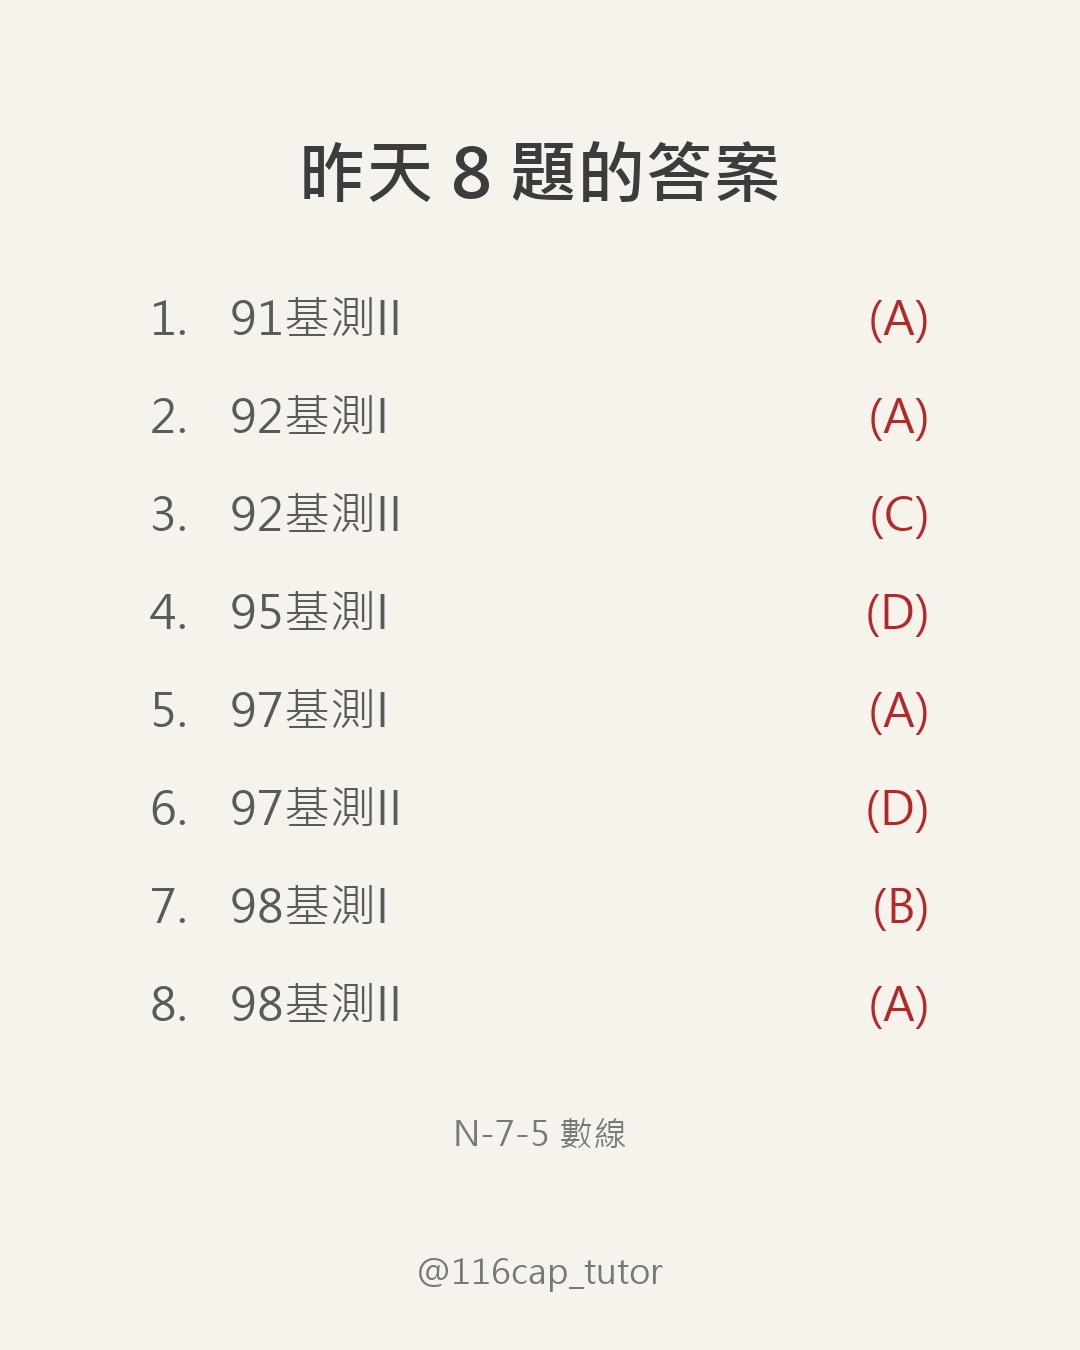 昨天 8 題的答案
1. 91基測II (A)
2. 92基測I (A)
3. 92基測II (C)
4. 95基測I (D)
5. 97基測I (A)
6. 97基測II (D)
7. 98基測I (B)
8. 98基測II (A)
N-7-5 數線
@116cap_tutor